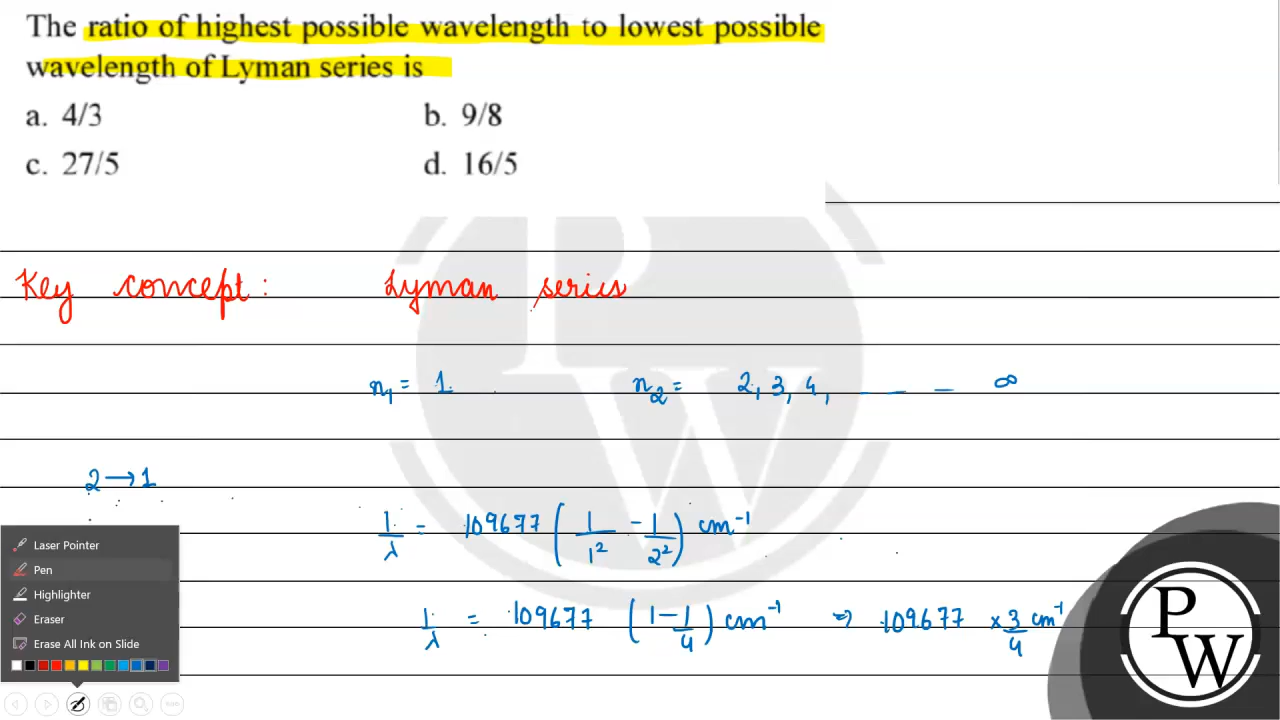 The ratio of highest possible wavelength to lowest possible
wavelength of Lyman series is
a. 4/3 b. 9/8
c. 27/5 d. 16/5
Key concept: Lyman series
n₁ = 1 n₂ = 2, 3, 4, _ _ _ ∞
2 → 1
1/λ = 109677 (1/1² - 1/2²) cm⁻¹
1/λ = 109677 (1 - 1/4) cm⁻¹ ⇒ 109677 × 3/4 cm⁻¹
Laser Pointer
Pen
Highlighter
Eraser
Erase All Ink on Slide
PW
PW